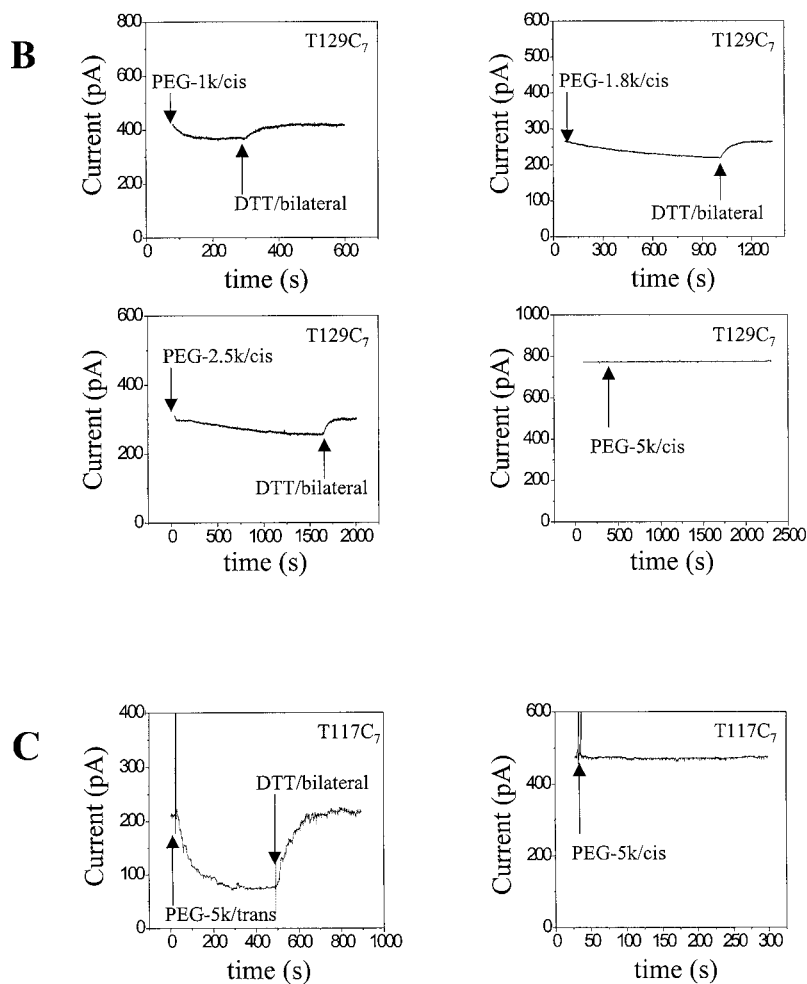 B
800
600
400
200
0
Current (pA)
T129C7
PEG-1k/cis
DTT/bilateral
0 200 400 600
time (s)
600
500
400
300
200
100
0
Current (pA)
T129C7
PEG-1.8k/cis
DTT/bilateral
0 300 600 900 1200
time (s)
600
400
200
0
Current (pA)
T129C7
PEG-2.5k/cis
DTT/bilateral
0 500 1000 1500 2000
time (s)
1000
800
600
400
200
0
Current (pA)
T129C7
PEG-5k/cis
0 500 1000 1500 2000 2500
time (s)
C
400
300
200
100
0
Current (pA)
T117C7
DTT/bilateral
PEG-5k/trans
0 200 400 600 800 1000
time (s)
600
400
200
0
Current (pA)
T117C7
PEG-5k/cis
0 50 100 150 200 250 300
time (s)